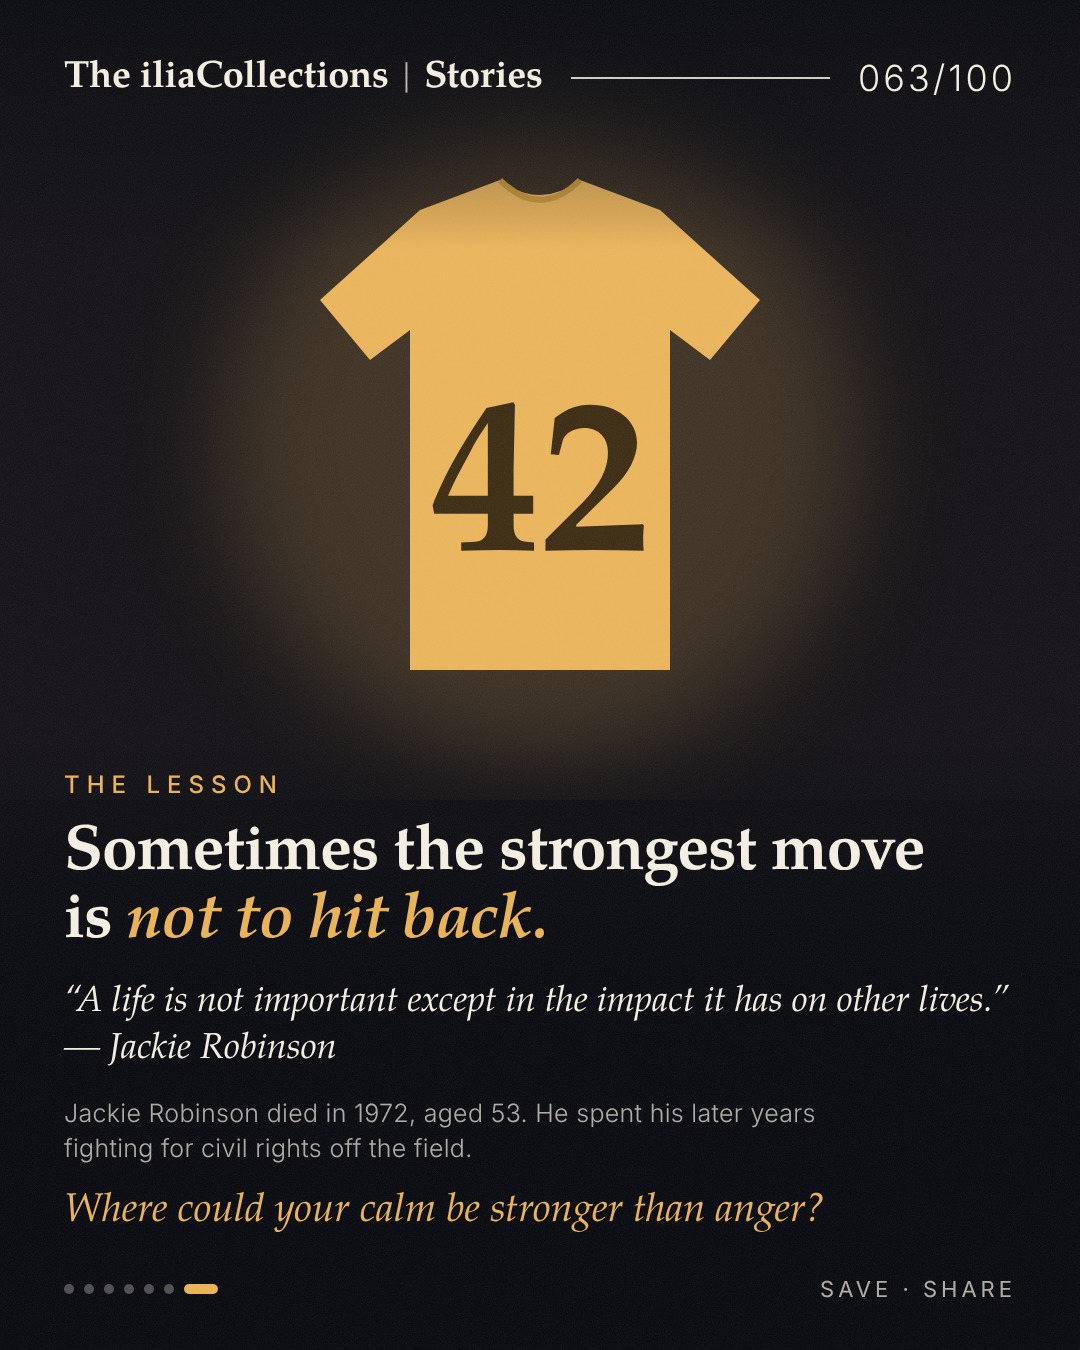 The iliaCollections | Stories 063/100
42
THE LESSON
Sometimes the strongest move
is not to hit back.
“A life is not important except in the impact it has on other lives.”
— Jackie Robinson
Jackie Robinson died in 1972, aged 53. He spent his later years
fighting for civil rights off the field.
Where could your calm be stronger than anger?
SAVE · SHARE